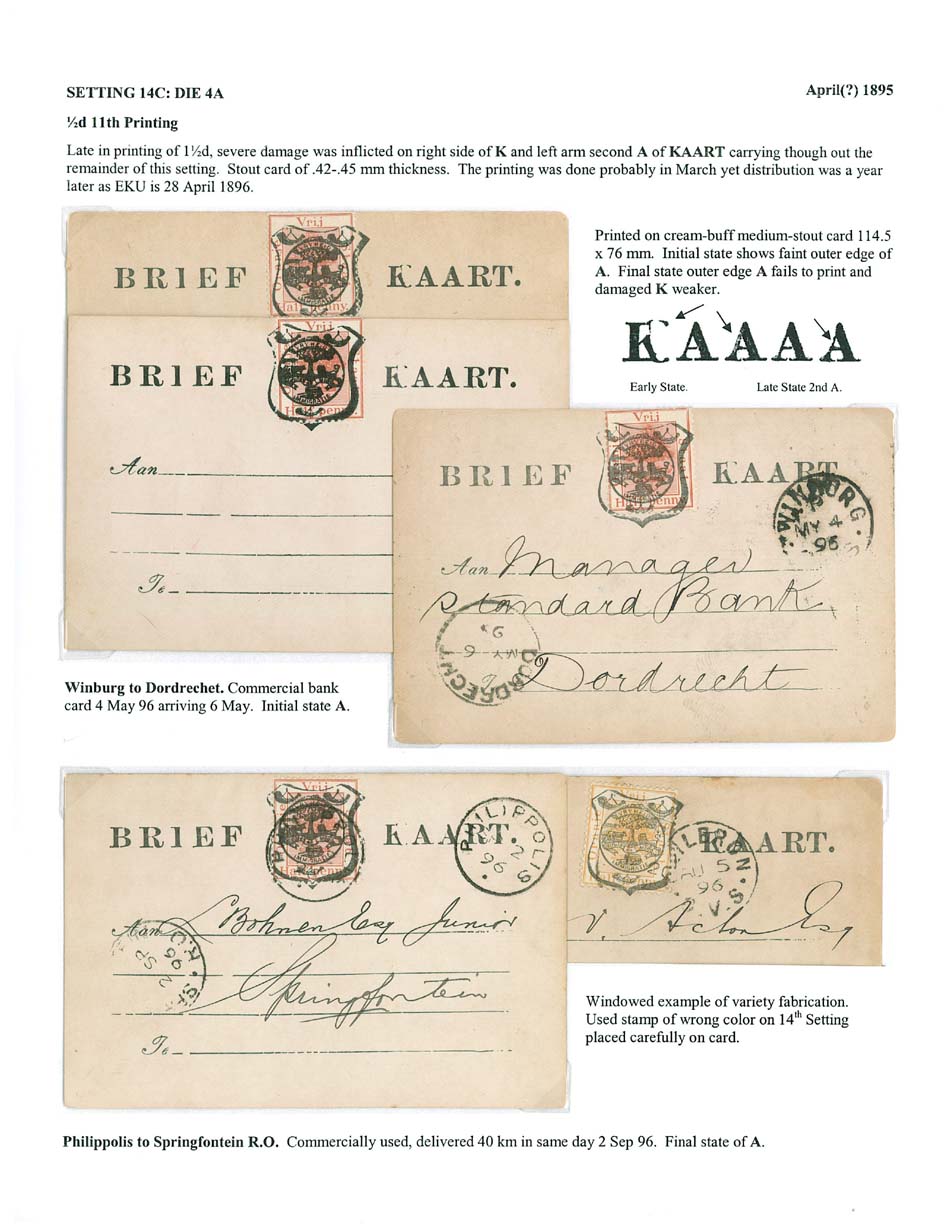 SETTING 14C: DIE 4A
April(?) 1895
½d 11th Printing
Late in printing of 1½d, severe damage was inflicted on right side of K and left arm second A of KAART carrying though out the
remainder of this setting. Stout card of .42-.45 mm thickness. The printing was done probably in March yet distribution was a year
later as EKU is 28 April 1896.
Vrij
BRIEF KAART.
Half penny.
Printed on cream-buff medium-stout card 114.5
x 76 mm. Initial state shows faint outer edge of
A. Final state outer edge A fails to print and
damaged K weaker.
KAAAA
Early State. Late State 2nd A.
Vrij
BRIEF KAART.
Half penny
Aan
Te
Vrij
BRIEF KAART
Half penny
WINBURG
MY 4
96
Aan Manager
Standard Bank
Dordrecht
DORDRECHT
MY 6
96
Winburg to Dordrechet. Commercial bank
card 4 May 96 arriving 6 May. Initial state A.
Vrij
BRIEF KAART.
Half penny
PHILIPPOLIS
2
96
Aan Bohnen Esq Junior
Springfontein
Te
R.O.
2 SP
96
Vrij
KAART.
AU 5
96
V.S.
v. Acton Esq
Windowed example of variety fabrication.
Used stamp of wrong color on 14th Setting
placed carefully on card.
Philippolis to Springfontein R.O. Commercially used, delivered 40 km in same day 2 Sep 96. Final state of A.